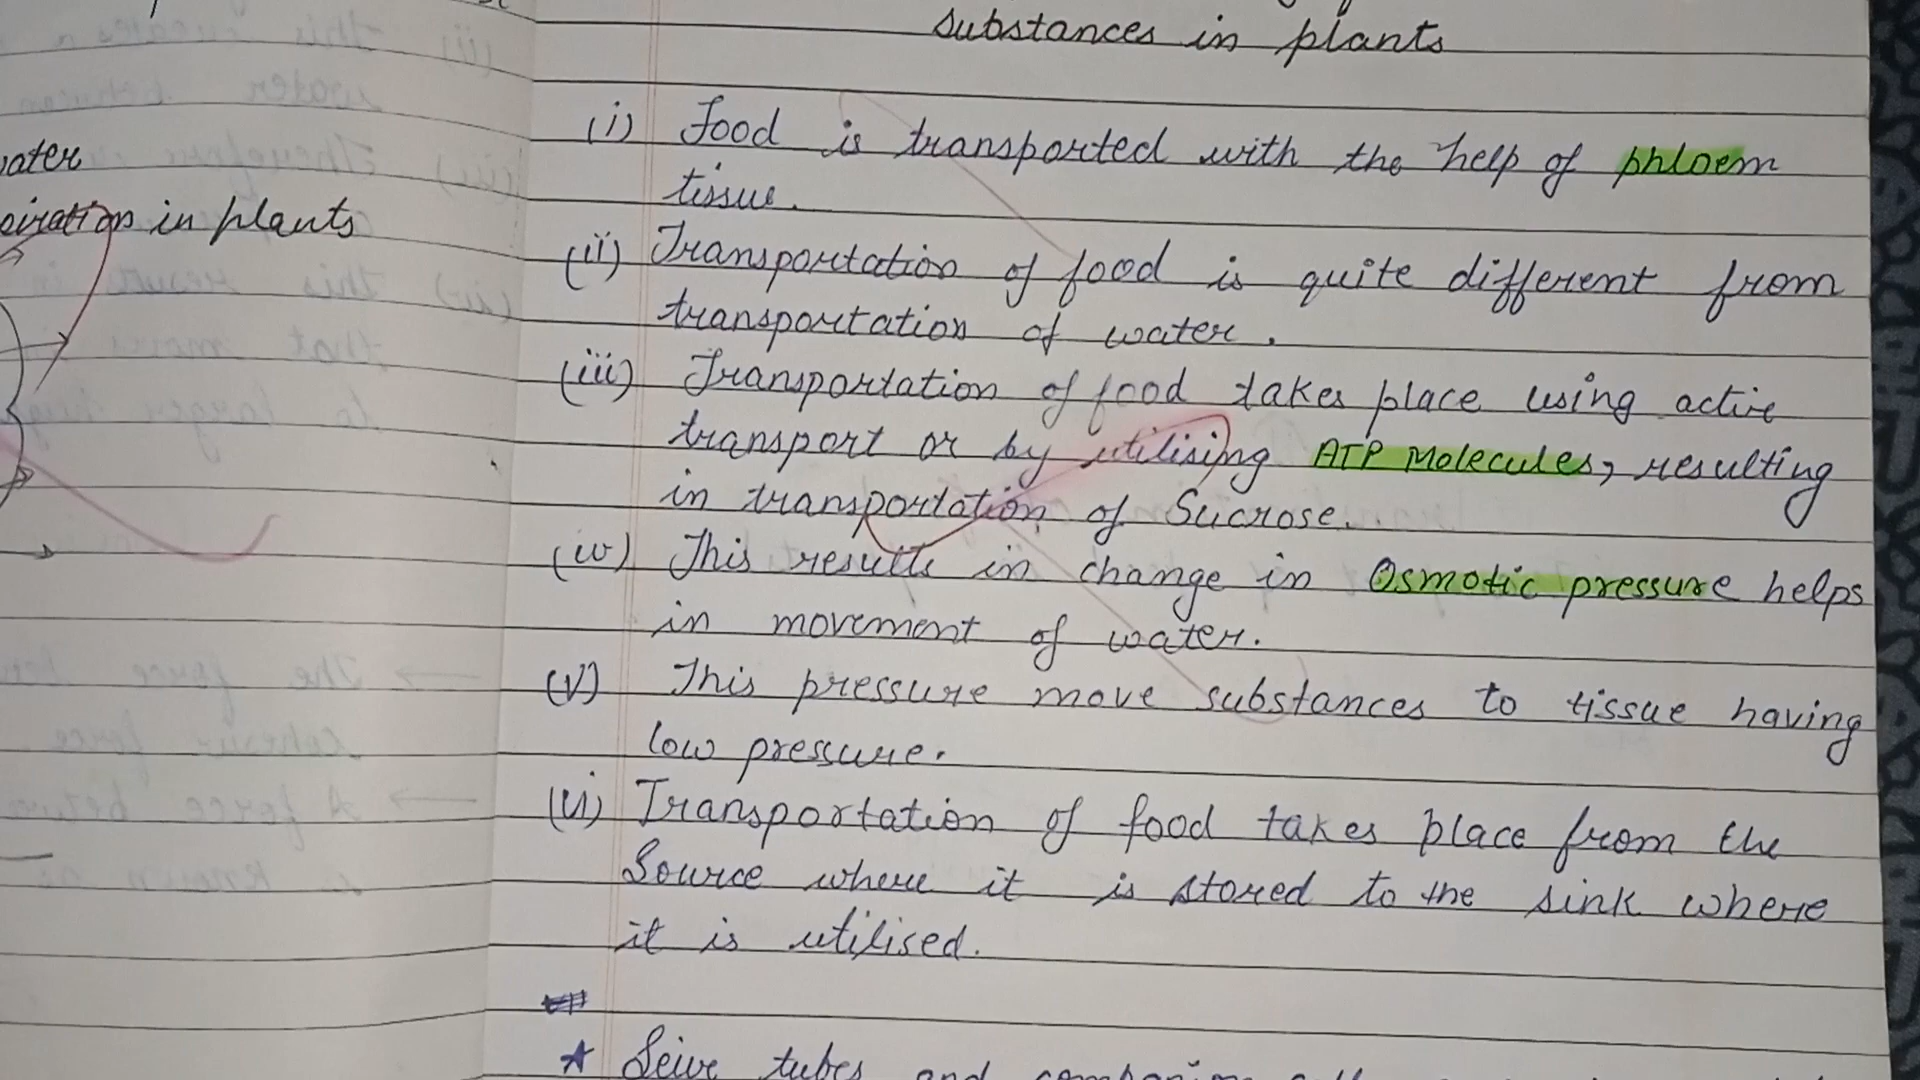 substances in plants
(i) Food is transported with the help of phloem
tissue.
(ii) Transportation of food is quite different from
transportation of water.
(iii) Transportation of food takes place using active
transport or by utilising ATP Molecules, resulting
in transportation of Sucrose.
(iv) This results in change in Osmotic pressure helps
in movement of water.
(v) This pressure move substances to tissue having
low pressure.
(vi) Transportation of food takes place from the
Source where it is stored to the sink where
it is utilised.
★ Seive tubes and
in plants